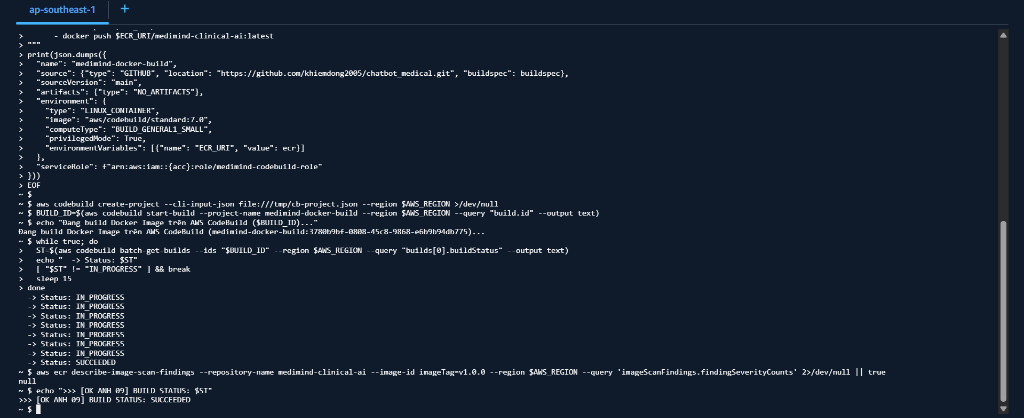 ap-southeast-1 +
> - docker push $ECR_URI/medimind-clinical-ai:latest
> """
> print(json.dumps({
> "name": "medimind-docker-build",
> "source": {"type": "GITHUB", "location": "https://github.com/khiemdong2005/chatbot_medical.git", "buildspec": buildspec},
> "sourceVersion": "main",
> "artifacts": {"type": "NO_ARTIFACTS"},
> "environment": {
> "type": "LINUX_CONTAINER",
> "image": "aws/codebuild/standard:7.0",
> "computeType": "BUILD_GENERAL1_SMALL",
> "privilegedMode": True,
> "environmentVariables": [{"name": "ECR_URI", "value": ecr}]
> },
> "serviceRole": f"arn:aws:iam::{acc}:role/medimind-codebuild-role"
> }))
> EOF
~ $
~ $ aws codebuild create-project --cli-input-json file:///tmp/cb-project.json --region $AWS_REGION >/dev/null
~ $ BUILD_ID=$(aws codebuild start-build --project-name medimind-docker-build --region $AWS_REGION --query "build.id" --output text)
~ $ echo "Đang build Docker Image trên AWS CodeBuild ($BUILD_ID)..."
Đang build Docker Image trên AWS CodeBuild (medimind-docker-build:3780b9bf-0808-45c8-9868-e6b9b94db775)...
~ $ while true; do
> ST=$(aws codebuild batch-get-builds --ids "$BUILD_ID" --region $AWS_REGION --query "builds[0].buildStatus" --output text)
> echo " -> Status: $ST"
> [ "$ST" != "IN_PROGRESS" ] && break
> sleep 15
> done
-> Status: IN_PROGRESS
-> Status: IN_PROGRESS
-> Status: IN_PROGRESS
-> Status: IN_PROGRESS
-> Status: IN_PROGRESS
-> Status: IN_PROGRESS
-> Status: IN_PROGRESS
-> Status: SUCCEEDED
~ $ aws ecr describe-image-scan-findings --repository-name medimind-clinical-ai --image-id imageTag=v1.0.0 --region $AWS_REGION --query 'imageScanFindings.findingSeverityCounts' 2>/dev/null || true
null
~ $ echo ">>> [OK ANH 09] BUILD STATUS: $ST"
>>> [OK ANH 09] BUILD STATUS: SUCCEEDED
~ $